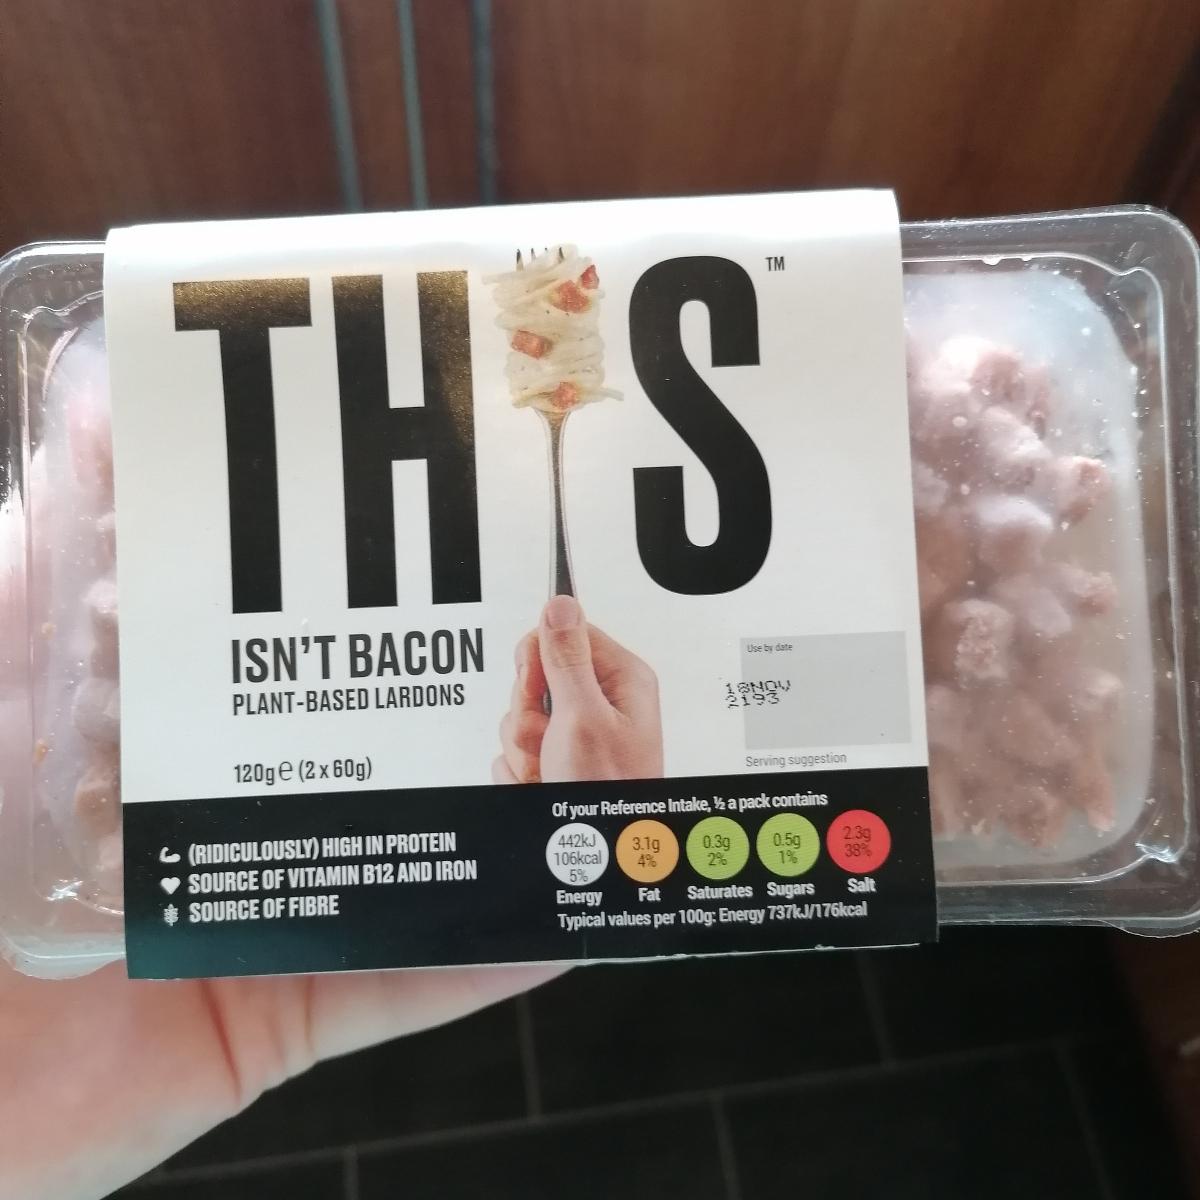 THIS™
ISN'T BACON
PLANT-BASED LARDONS
120g℮ (2 x 60g)
Use by date
18NOV
2193
Serving suggestion
(RIDICULOUSLY) HIGH IN PROTEIN
SOURCE OF VITAMIN B12 AND IRON
SOURCE OF FIBRE
Of your Reference Intake, ½ a pack contains
442kJ 106kcal 5% Energy
3.1g 4% Fat
0.3g 2% Saturates
0.5g 1% Sugars
2.3g 38% Salt
Typical values per 100g: Energy 737kJ/176kcal